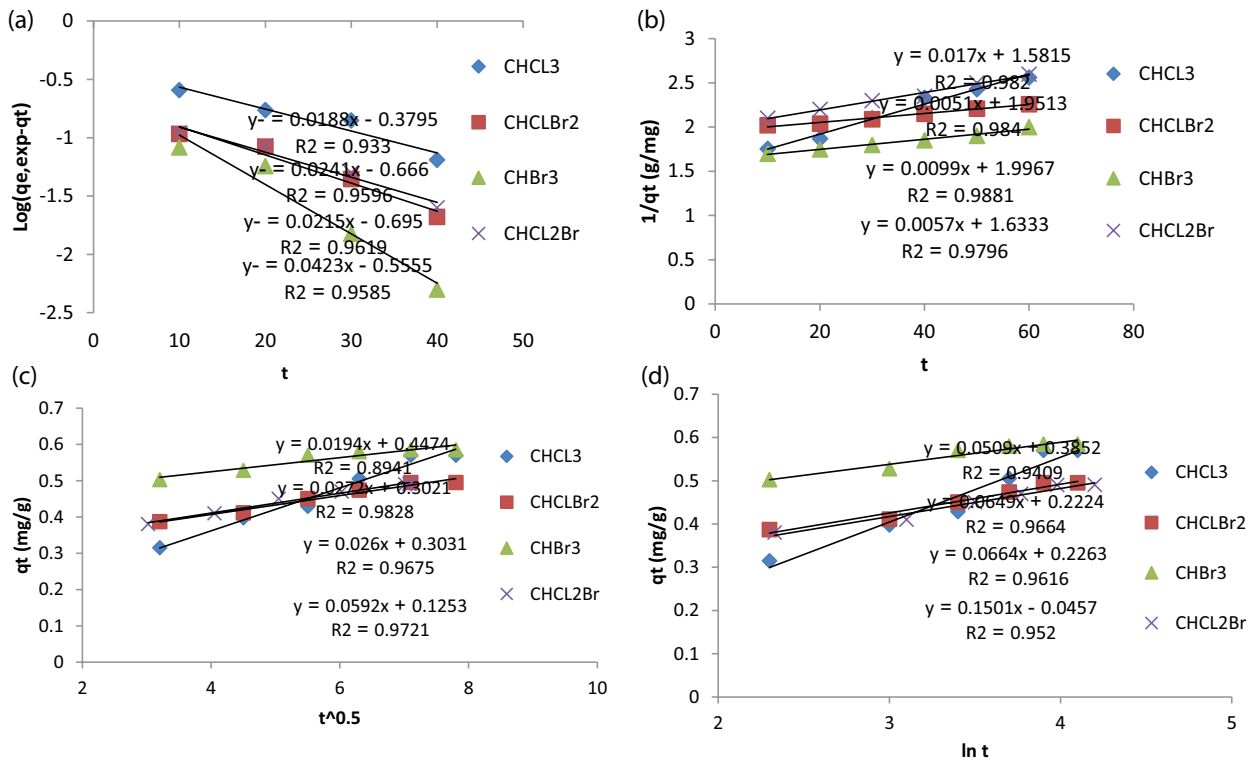 (a)
0
-0.5
-1
-1.5
-2
-2.5
Log(qe,exp-qt)
0 10 20 30 40 50
t
y- = 0.0188x - 0.3795
R2 = 0.933
y- = 0.0241x - 0.666
R2 = 0.9596
y- = 0.0215x - 0.695
R2 = 0.9619
y- = 0.0423x - 0.5555
R2 = 0.9585
CHCL3
CHCLBr2
CHBr3
CHCL2Br
(b)
3
2.5
2
1.5
1
0.5
0
1/qt (g/mg)
0 20 40 60 80
t
y = 0.017x + 1.5815
R2 = 0.982
y = 0.0051x + 1.9513
R2 = 0.984
y = 0.0099x + 1.9967
R2 = 0.9881
y = 0.0057x + 1.6333
R2 = 0.9796
CHCL3
CHCLBr2
CHBr3
CHCL2Br
(c)
0.7
0.6
0.5
0.4
0.3
0.2
0.1
0
qt (mg/g)
2 4 6 8 10
t^0.5
y = 0.0194x + 0.4474
R2 = 0.8941
y = 0.0272x + 0.3021
R2 = 0.9828
y = 0.026x + 0.3031
R2 = 0.9675
y = 0.0592x + 0.1253
R2 = 0.9721
CHCL3
CHCLBr2
CHBr3
CHCL2Br
(d)
0.7
0.6
0.5
0.4
0.3
0.2
0.1
0
qt (mg/g)
2 3 4 5
ln t
y = 0.0509x + 0.3852
R2 = 0.9409
y = 0.0649x + 0.2224
R2 = 0.9664
y = 0.0664x + 0.2263
R2 = 0.9616
y = 0.1501x - 0.0457
R2 = 0.952
CHCL3
CHCLBr2
CHBr3
CHCL2Br